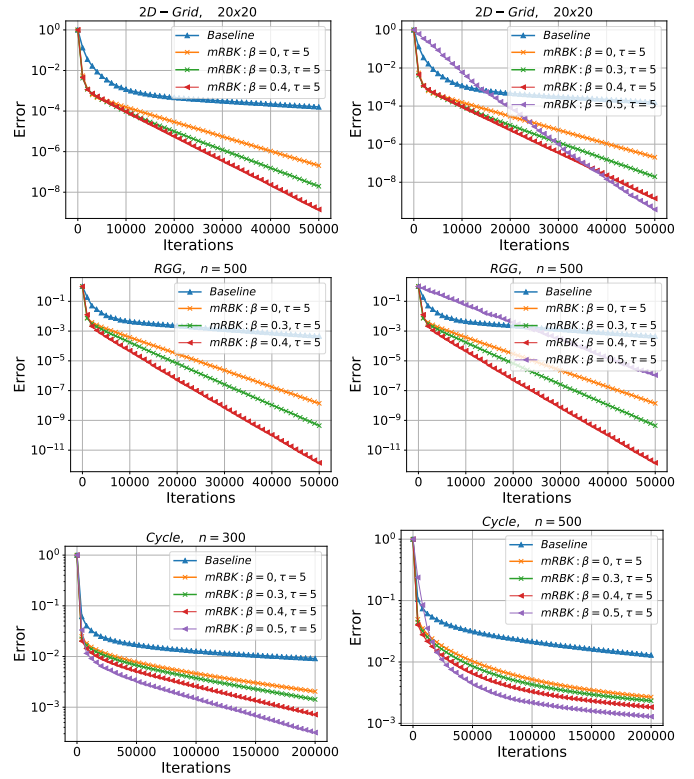 2D − Grid, 20x20
Error
10^0
10^−2
10^−4
10^−6
10^−8
Baseline
mRBK : β = 0, τ = 5
mRBK : β = 0.3, τ = 5
mRBK : β = 0.4, τ = 5
0 10000 20000 30000 40000 50000
Iterations
2D − Grid, 20x20
Error
10^0
10^−2
10^−4
10^−6
10^−8
Baseline
mRBK : β = 0, τ = 5
mRBK : β = 0.3, τ = 5
mRBK : β = 0.4, τ = 5
mRBK : β = 0.5, τ = 5
0 10000 20000 30000 40000 50000
Iterations
RGG, n = 500
Error
10^−1
10^−3
10^−5
10^−7
10^−9
10^−11
Baseline
mRBK : β = 0, τ = 5
mRBK : β = 0.3, τ = 5
mRBK : β = 0.4, τ = 5
0 10000 20000 30000 40000 50000
Iterations
RGG, n = 500
Error
10^−1
10^−3
10^−5
10^−7
10^−9
10^−11
Baseline
mRBK : β = 0, τ = 5
mRBK : β = 0.3, τ = 5
mRBK : β = 0.4, τ = 5
mRBK : β = 0.5, τ = 5
0 10000 20000 30000 40000 50000
Iterations
Cycle, n = 300
Error
10^0
10^−1
10^−2
10^−3
Baseline
mRBK : β = 0, τ = 5
mRBK : β = 0.3, τ = 5
mRBK : β = 0.4, τ = 5
mRBK : β = 0.5, τ = 5
0 50000 100000 150000 200000
Iterations
Cycle, n = 500
Error
10^0
10^−1
10^−2
10^−3
Baseline
mRBK : β = 0, τ = 5
mRBK : β = 0.3, τ = 5
mRBK : β = 0.4, τ = 5
mRBK : β = 0.5, τ = 5
0 50000 100000 150000 200000
Iterations